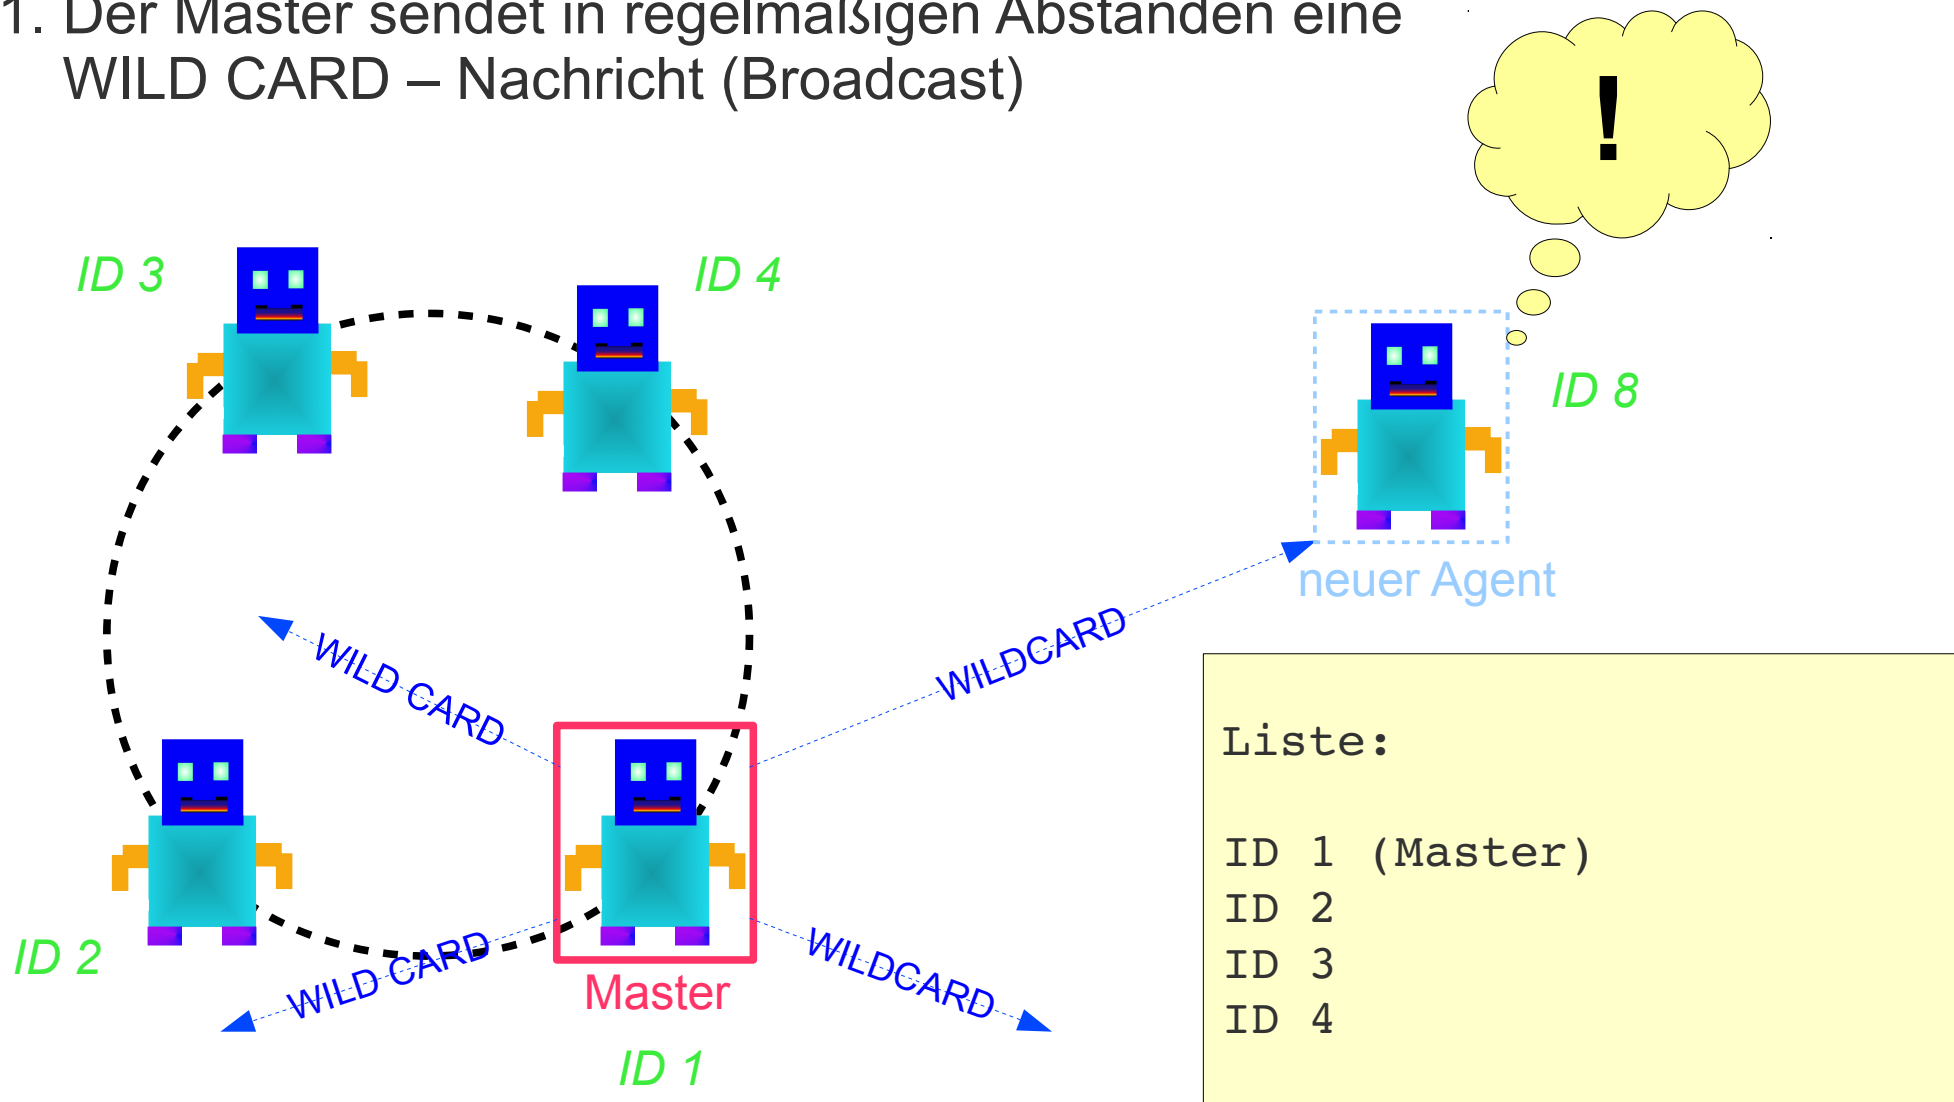 1. Der Master sendet in regelmäßigen Abständen eine
WILD CARD – Nachricht (Broadcast)
!
ID 3
ID 4
ID 8
neuer Agent
WILD CARD
WILDCARD
Liste:
ID 1 (Master)
ID 2
ID 3
ID 4
ID 2
WILD CARD
WILDCARD
Master
ID 1